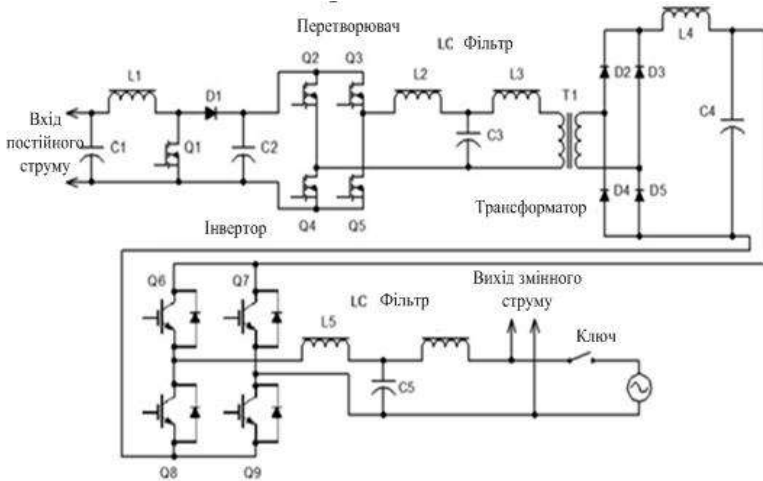 Перетворювач
Q2
Q3
LC Фільтр
L4
L1
D1
L2
L3
T1
D2
D3
Вхід
постійного
струму
C1
Q1
C2
C3
C4
D4
D5
Інвертор
Q4
Q5
Трансформатор
Q6
Q7
LC Фільтр
Вихід змінного
струму
L5
Ключ
C5
Q8
Q9